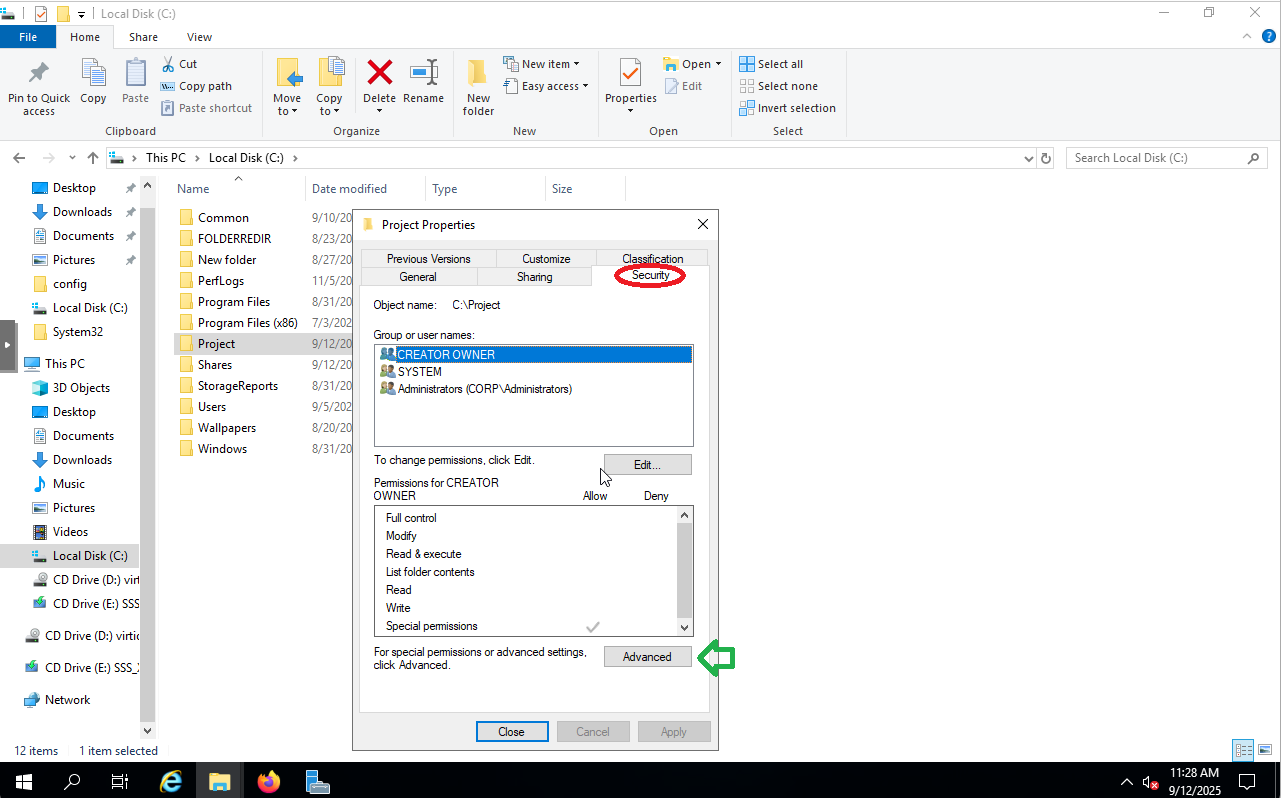 Local Disk (C:)
File Home Share View
Pin to Quick access
Copy
Paste
Cut
Copy path
Paste shortcut
Clipboard
Move to
Copy to
Delete
Rename
Organize
New folder
New item
Easy access
New
Properties
Open
Edit
Open
Select all
Select none
Invert selection
Select
This PC > Local Disk (C:) >
Search Local Disk (C:)
Desktop
Downloads
Documents
Pictures
config
Local Disk (C:)
System32
This PC
3D Objects
Desktop
Documents
Downloads
Music
Pictures
Videos
Local Disk (C:)
CD Drive (D:) virt
CD Drive (E:) SSS
CD Drive (D:) virtio
CD Drive (E:) SSS_
Network
Name Date modified Type Size
Common 9/10/20
FOLDERREDIR 8/23/20
New folder 8/27/20
PerfLogs 11/5/20
Program Files 8/31/20
Program Files (x86) 7/3/202
Project 9/12/20
Shares 9/12/20
StorageReports 8/31/20
Users 9/5/202
Wallpapers 8/20/20
Windows 8/31/20
Project Properties
Previous Versions Customize Classification
General Sharing Security
Object name: C:\Project
Group or user names:
CREATOR OWNER
SYSTEM
Administrators (CORP\Administrators)
To change permissions, click Edit.
Edit...
Permissions for CREATOR
OWNER Allow Deny
Full control
Modify
Read & execute
List folder contents
Read
Write
Special permissions
For special permissions or advanced settings,
click Advanced.
Advanced
Close Cancel Apply
12 items 1 item selected
11:28 AM
9/12/2025